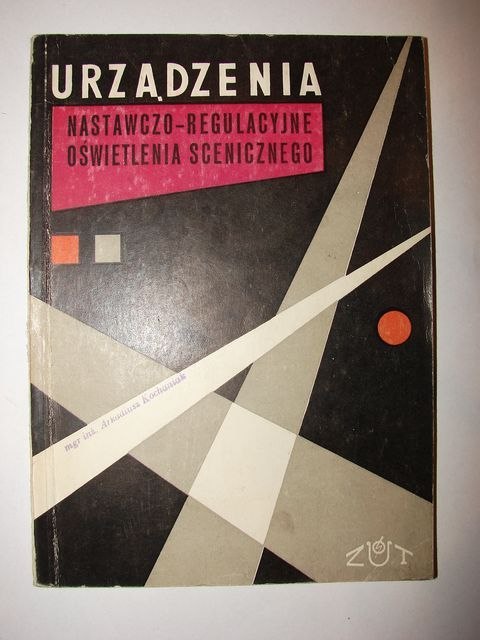 URZĄDZENIA
NASTAWCZO-REGULACYJNE
OŚWIETLENIA SCENICZNEGO
mgr inż. Arkadiusz Kochaniak
ZUT